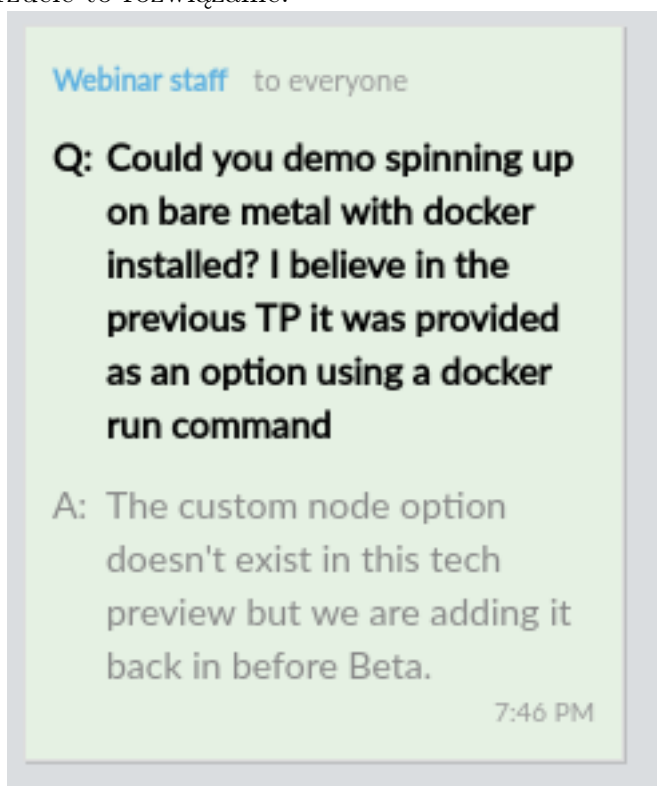 to rozwiązanie.
Webinar staff to everyone
Q: Could you demo spinning up
on bare metal with docker
installed? I believe in the
previous TP it was provided
as an option using a docker
run command
A: The custom node option
doesn't exist in this tech
preview but we are adding it
back in before Beta.
7:46 PM